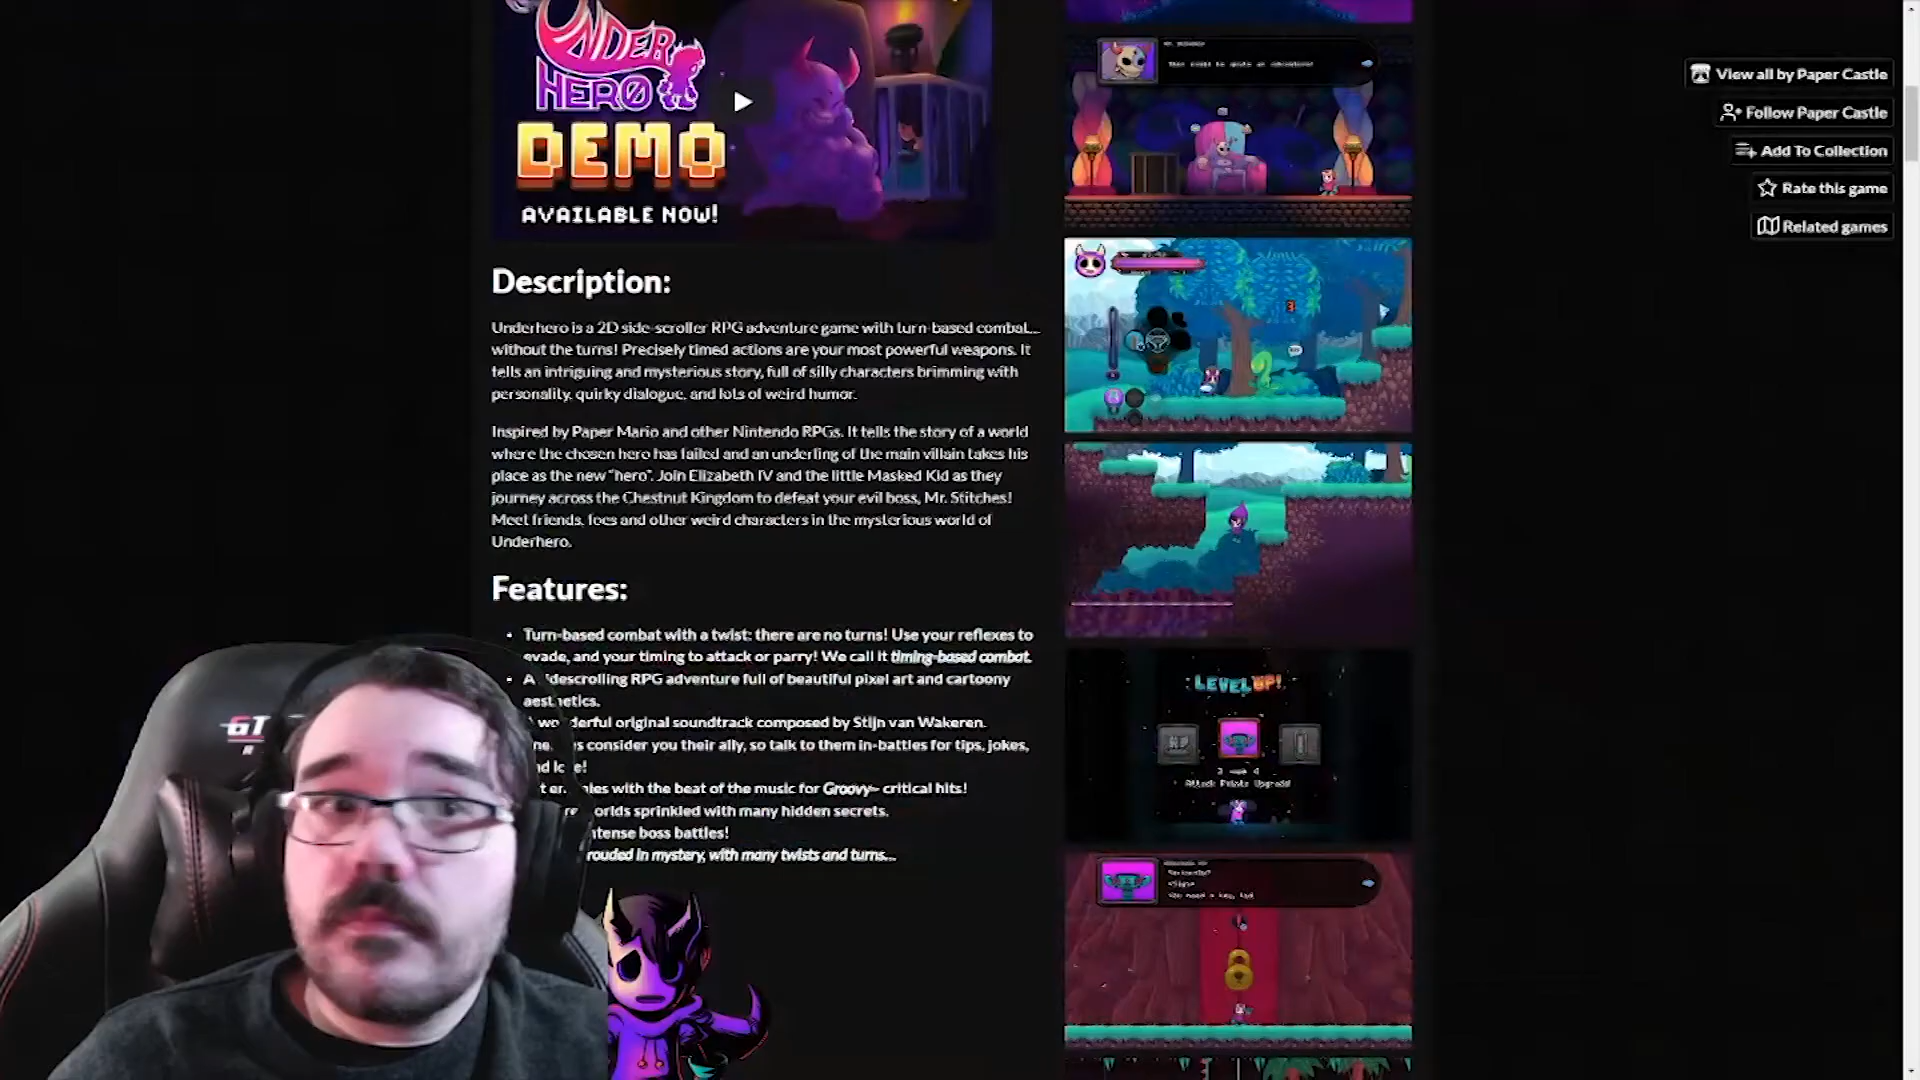 UNDER
HERO
DEMO
AVAILABLE NOW!
Description:
Underhero is a 2D side-scroller RPG adventure game with turn-based combat...
without the turns! Precisely timed actions are your most powerful weapons. It
tells an intriguing and mysterious story, full of silly characters brimming with
personality, quirky dialogue, and lots of weird humor.
Inspired by Paper Mario and other Nintendo RPGs. It tells the story of a world
where the chosen hero has failed and an underling of the main villain takes his
place as the new "hero". Join Elizabeth IV and the little Masked Kid as they
journey across the Chestnut Kingdom to defeat your evil boss, Mr. Stitches!
Meet friends, foes and other weird characters in the mysterious world of
Underhero.
Features:
Turn-based combat with a twist: there are no turns! Use your reflexes to
evade, and your timing to attack or parry! We call it timing-based combat.
A descrolling RPG adventure full of beautiful pixel art and cartoony
aesthetics.
derful original soundtrack composed by Stijn van Wakeren.
consider you their ally, so talk to them in-battles for tips, jokes,
with the beat of the music for Groovy~ critical hits!
orlds sprinkled with many hidden secrets.
ntense boss battles!
rouded in mystery, with many twists and turns...
GT
R
LEVEL UP!
3 4
Attack Points Upgrade!
View all by Paper Castle
Follow Paper Castle
Add To Collection
Rate this game
Related games